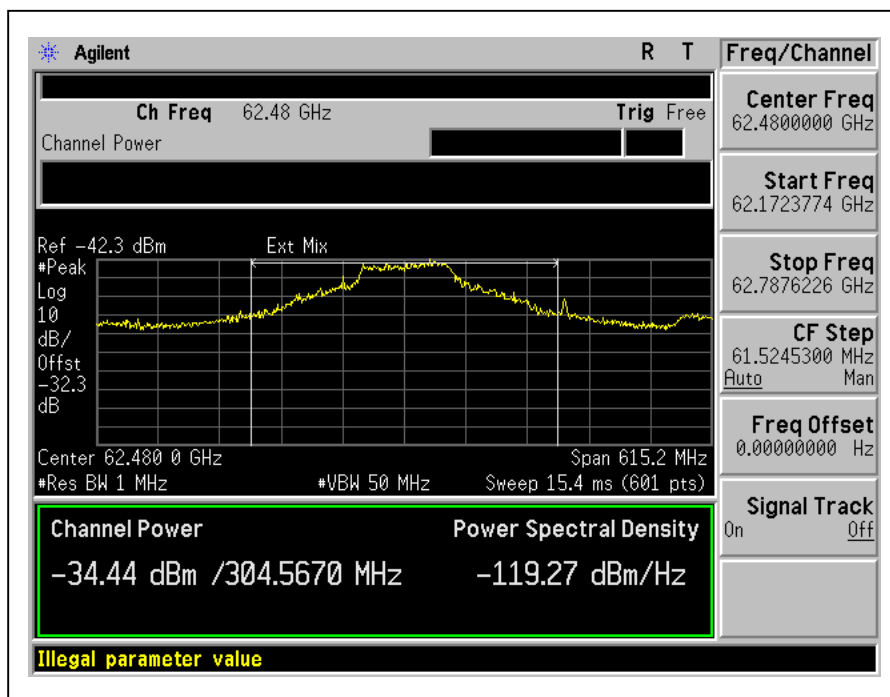 Agilent R T Freq/Channel
Ch Freq 62.48 GHz Trig Free
Channel Power
Center Freq
62.4800000 GHz
Start Freq
62.1723774 GHz
Stop Freq
62.7876226 GHz
CF Step
61.5245300 MHz
Auto Man
Freq Offset
0.00000000 Hz
Signal Track
On Off
Ref -42.3 dBm Ext Mix
#Peak
Log
10
dB/
Offst
-32.3
dB
Center 62.480 0 GHz Span 615.2 MHz
#Res BW 1 MHz #VBW 50 MHz Sweep 15.4 ms (601 pts)
Channel Power Power Spectral Density
-34.44 dBm /304.5670 MHz -119.27 dBm/Hz
Illegal parameter value